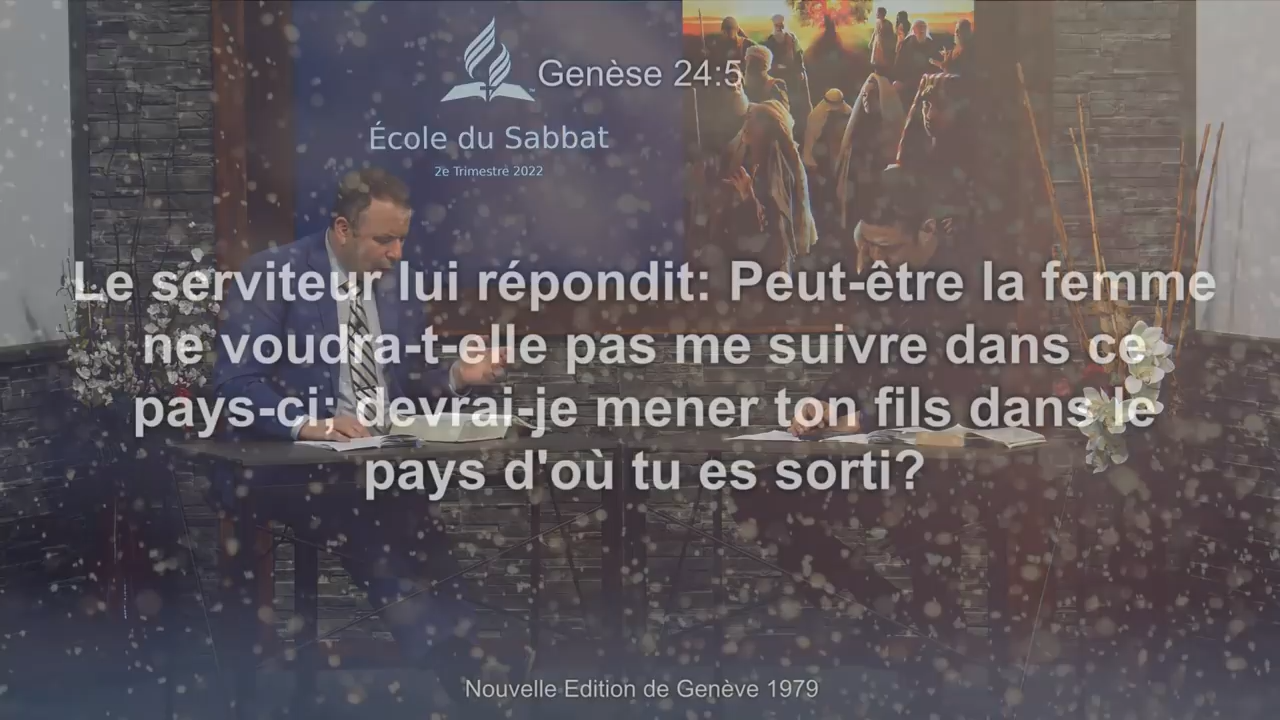 Genèse 24:5
École du Sabbat
2e Trimestre 2022
Le serviteur lui répondit: Peut-être la femme
ne voudra-t-elle pas me suivre dans ce
pays-ci; devrai-je mener ton fils dans le
pays d'où tu es sorti?
Nouvelle Edition de Genève 1979